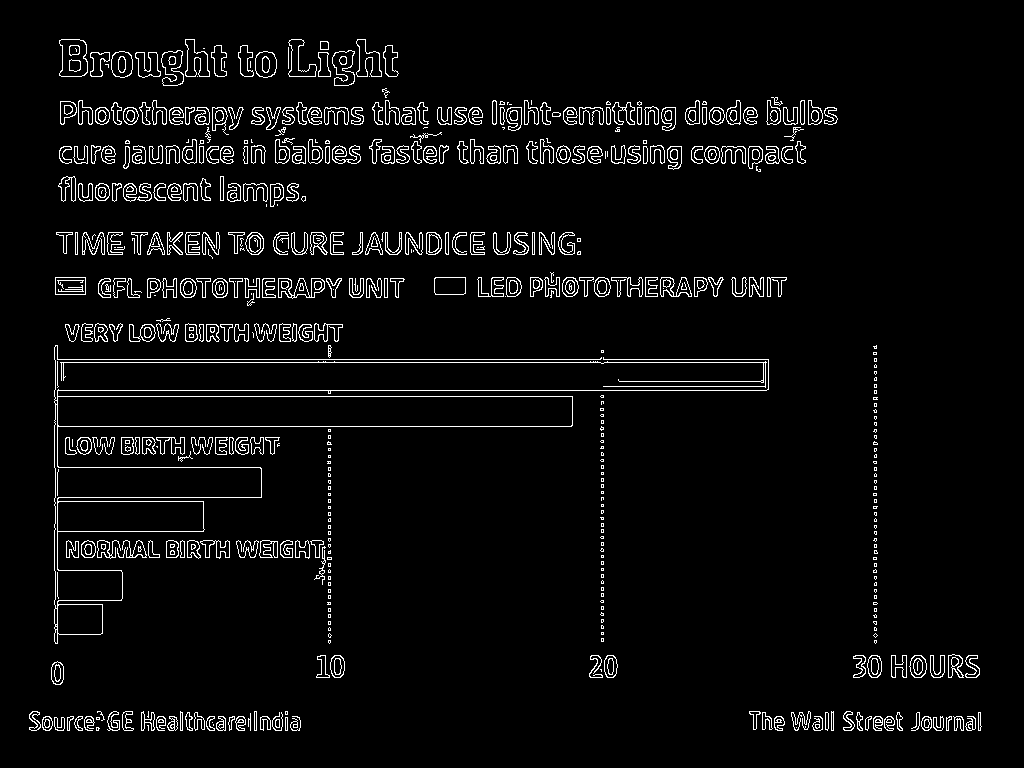 Brought to Light
Phototherapy systems that use light-emitting diode bulbs
cure jaundice in babies faster than those using compact
fluorescent lamps.
TIME TAKEN TO CURE JAUNDICE USING:
CFL PHOTOTHERAPY UNIT LED PHOTOTHERAPY UNIT
VERY LOW BIRTH WEIGHT
LOW BIRTH WEIGHT
NORMAL BIRTH WEIGHT
0 10 20 30 HOURS
Source: GE Healthcare India The Wall Street Journal